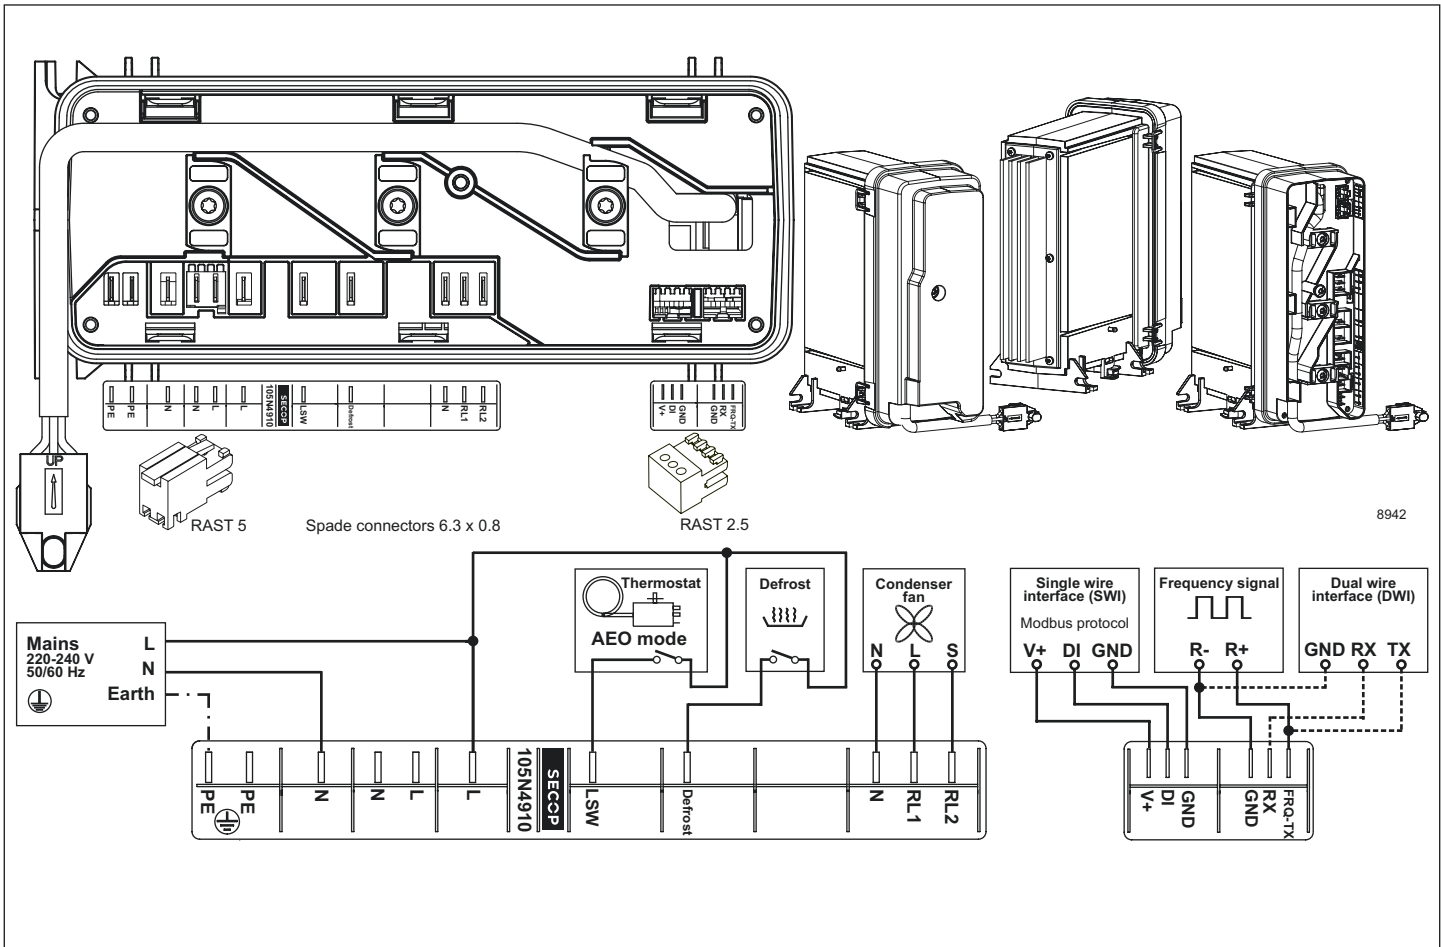 PE
PE
N
N
L
L
105N4910
SECOP
LSW
Defrost
N
RL1
RL2
V+
DI
GND
GND
RX
FRQ-TX
UP
RAST 5
Spade connectors 6.3 x 0.8
RAST 2.5
8942
Mains
220-240 V
50/60 Hz
L
N
Earth
Thermostat
AEO mode
Defrost
Condenser
fan
N L S
Single wire
interface (SWI)
Modbus protocol
V+ DI GND
Frequency signal
R- R+
Dual wire
interface (DWI)
GND RX TX
PE
PE
N
N
L
L
105N4910
SECOP
LSW
Defrost
N
RL1
RL2
V+
DI
GND
GND
RX
FRQ-TX